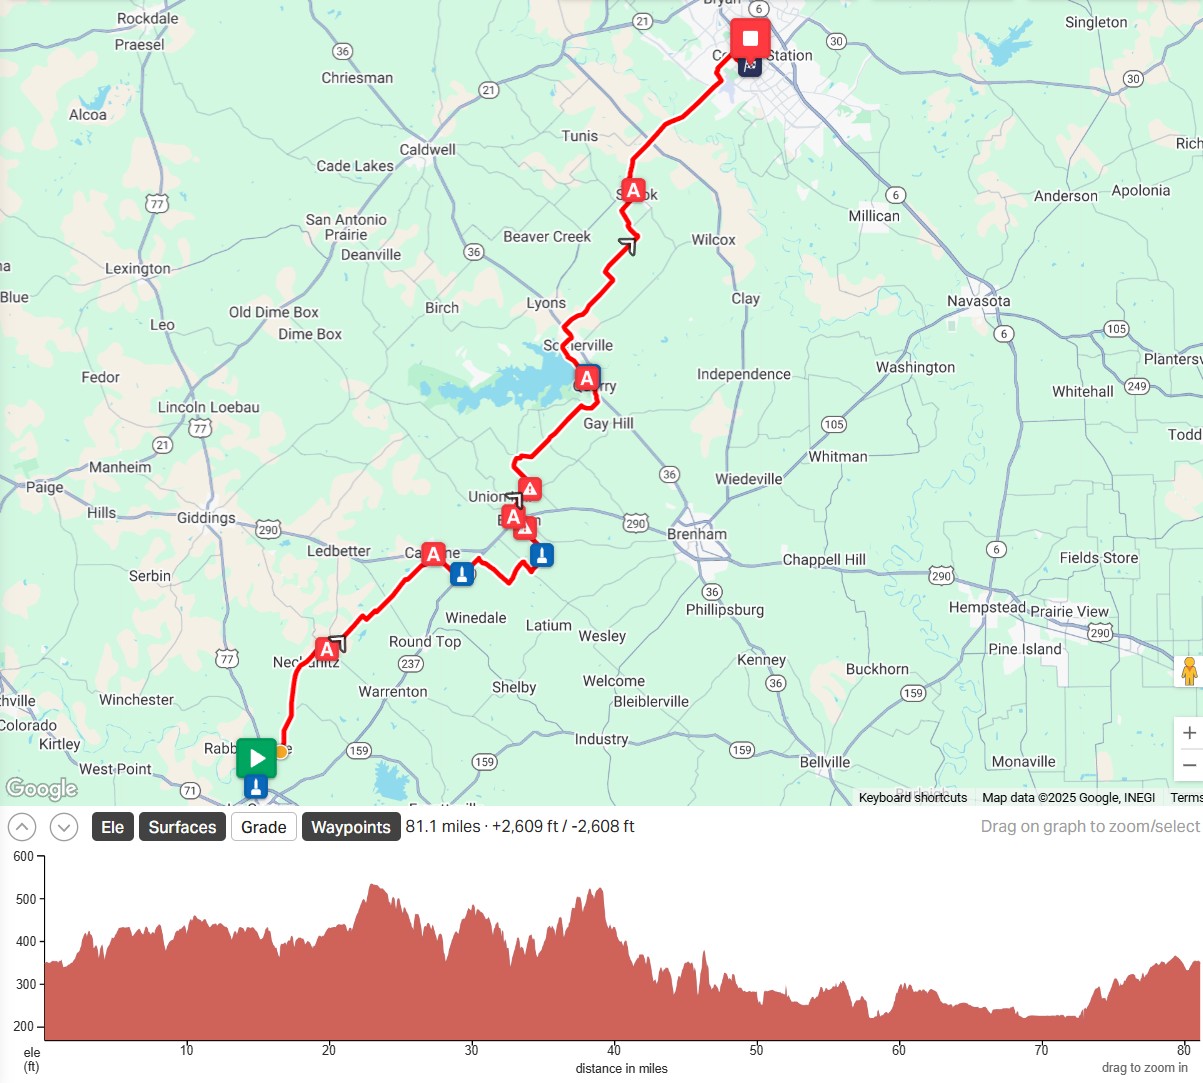 Rockdale
Praesel
Bryan
6
21
Singleton
College Station
30
36
Chriesman
21
30
Alcoa
Tunis
Caldwell
Cade Lakes
Rich
77
Anderson
Apolonia
6
Millican
San Antonio
Prairie
Beaver Creek
Wilcox
Deanville
36
Lexington
Blue
Clay
Navasota
Birch
Lyons
Old Dime Box
Leo
Dime Box
6
105
Plantersv
Washington
Fedor
Independence
Whitehall
249
Lincoln Loebau
Gay Hill
77
105
21
Todd
Manheim
Whitman
36
Wiedeville
Paige
Union
Hills
Giddings
290
290
Brenham
Ledbetter
6
Chappell Hill
Fields Store
Serbin
290
36
Hempstead
Prairie View
Phillipsburg
Winedale
Latium
290
Wesley
Round Top
Pine Island
77
237
Kenney
Buckhorn
36
Warrenton
Shelby
Welcome
159
Winchester
Bleiblerville
thville
Colorado
Kirtley
Industry
159
159
159
West Point
Bellville
Monaville
71
Google
Keyboard shortcuts
Map data ©2025 Google, INEGI
Terms
Ele
Surfaces
Grade
Waypoints
81.1 miles · +2,609 ft / -2,608 ft
Drag on graph to zoom/select
600
500
400
300
200
ele
(ft)
10
20
30
40
50
60
70
80
distance in miles
drag to zoom in